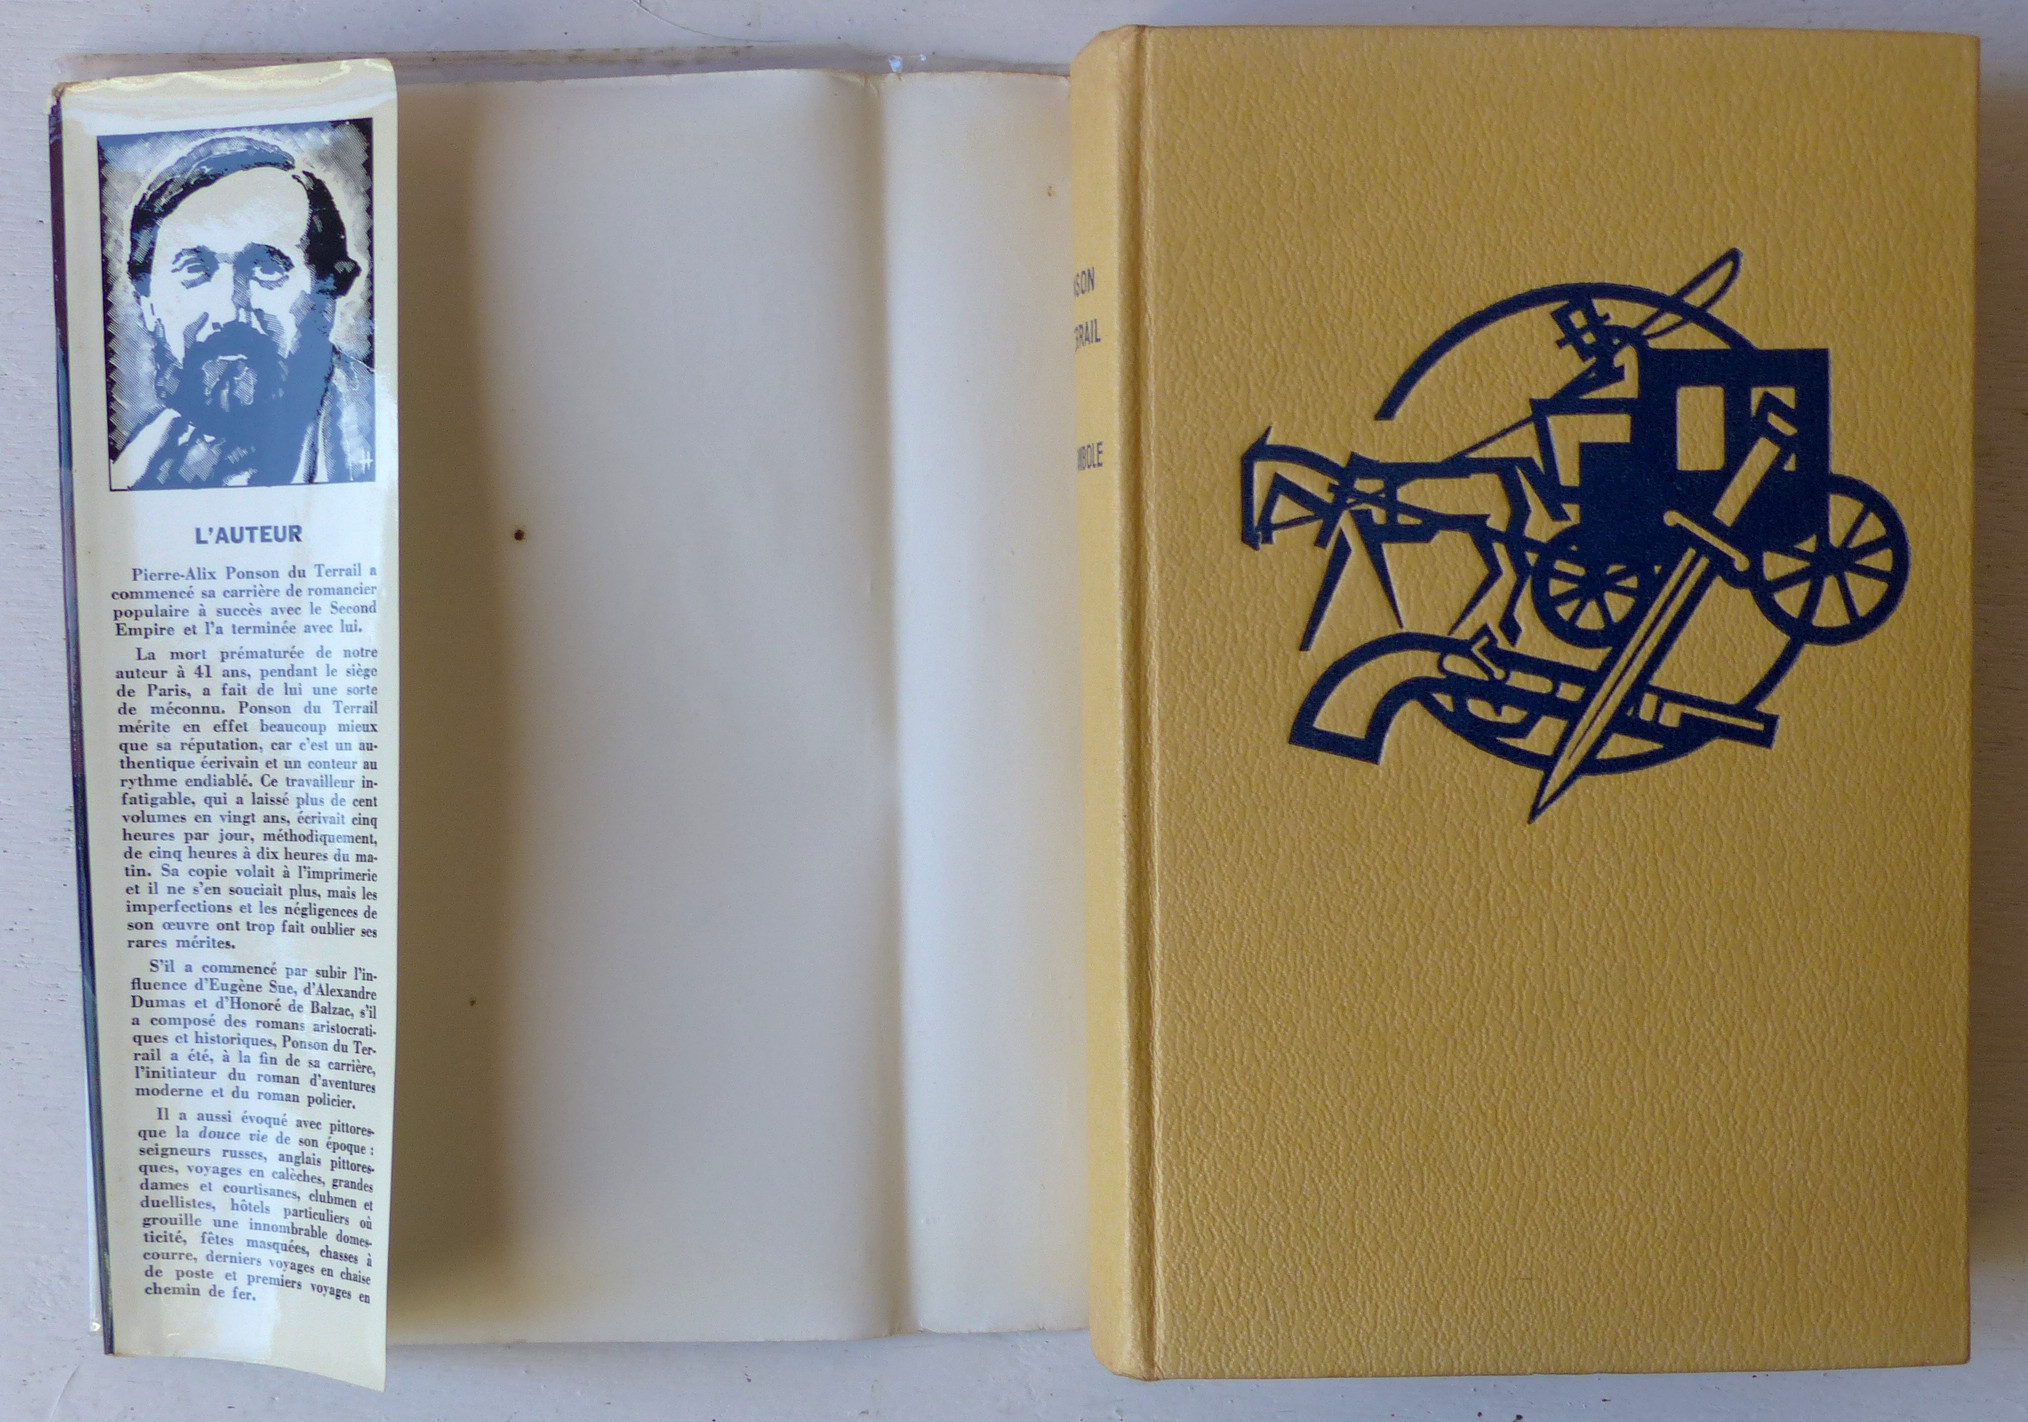 L'AUTEUR
Pierre-Alix Ponson du Terrail a
commencé sa carrière de romancier
populaire à succès avec le Second
Empire et l'a terminée avec lui.
La mort prématurée de notre
auteur à 41 ans, pendant le siège
de Paris, a fait de lui une sorte
de méconnu. Ponson du Terrail
mérite en effet beaucoup mieux
que sa réputation, car c'est un au-
thentique écrivain et un conteur au
rythme endiablé. Ce travailleur in-
fatigable, qui a laissé plus de cent
volumes en vingt ans, écrivait cinq
heures par jour, méthodiquement,
de cinq heures à dix heures du ma-
tin. Sa copie volait à l'imprimerie
et il ne s'en souciait plus, mais les
imperfections et les négligences de
son œuvre ont trop fait oublier ses
rares mérites.
S'il a commencé par subir l'in-
fluence d'Eugène Sue, d'Alexandre
Dumas et d'Honoré de Balzac, s'il
a composé des romans aristocrati-
ques et historiques, Ponson du Ter-
rail a été, à la fin de sa carrière,
l'initiateur du roman d'aventures
moderne et du roman policier.
Il a aussi évoqué avec pittores-
que la douce vie de son époque :
seigneurs russes, anglais pittores-
ques, voyages en calèches, grandes
dames et courtisanes, clubmen et
duellistes, hôtels particuliers où
grouille une innombrable domes-
ticité, fêtes masquées, chasses à
courre, derniers voyages en chaise
de poste et premiers voyages en
chemin de fer.
SON
RRAIL
MBOLE